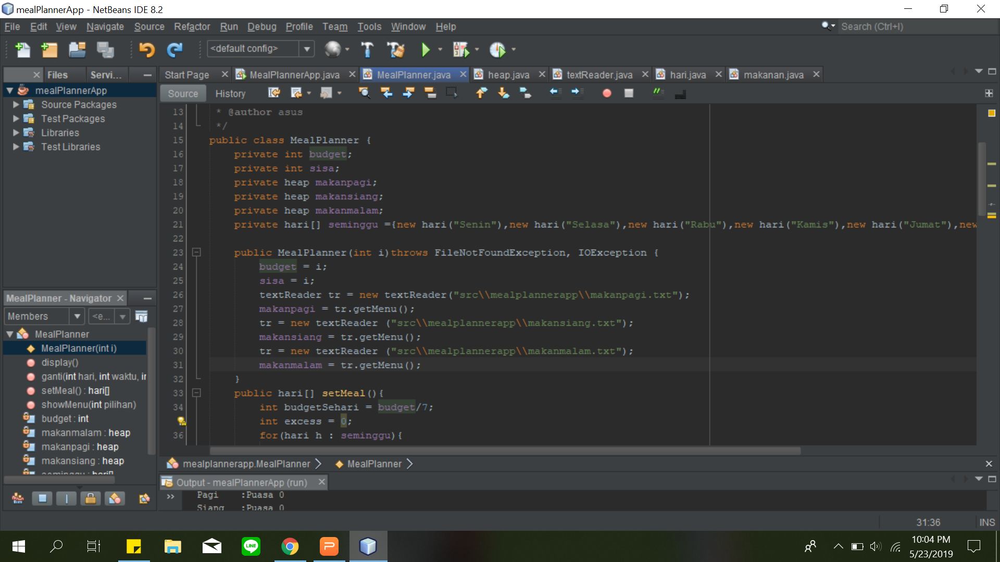 mealPlannerApp - NetBeans IDE 8.2
File Edit View Navigate Source Refactor Run Debug Profile Team Tools Window Help
Search (Ctrl+I)
<default config>
Files
Servi...
Start Page
MealPlannerApp.java
MealPlanner.java
heap.java
textReader.java
hari.java
makanan.java
mealPlannerApp
Source Packages
Test Packages
Libraries
Test Libraries
Source History
13 * @author asus
14 */
15 public class MealPlanner {
16 private int budget;
17 private int sisa;
18 private heap makanpagi;
19 private heap makansiang;
20 private heap makanmalam;
21 private hari[] seminggu ={new hari("Senin"),new hari("Selasa"),new hari("Rabu"),new hari("Kamis"),new hari("Jumat"),new
22
23 public MealPlanner(int i)throws FileNotFoundException, IOException {
24 budget = i;
25 sisa = i;
26 textReader tr = new textReader("src\\mealplannerapp\\makanpagi.txt");
27 makanpagi = tr.getMenu();
28 tr = new textReader ("src\\mealplannerapp\\makansiang.txt");
29 makansiang = tr.getMenu();
30 tr = new textReader ("src\\mealplannerapp\\makanmalam.txt");
31 makanmalam = tr.getMenu();
32 }
33 public hari[] setMeal(){
34 int budgetSehari = budget/7;
int excess = 0;
36 for(hari h : seminggu){
MealPlanner - Navigator
Members
<e...
MealPlanner
MealPlanner(int i)
display()
ganti(int hari, int waktu, in
setMeal() : hari[]
showMenu(int pilihan)
budget : int
makanmalam : heap
makanpagi : heap
makansiang : heap
seminggu : hari[]
mealplannerapp.MealPlanner
MealPlanner
Output - mealPlannerApp (run)
Pagi :Puasa 0
Siang :Puasa 0
31:36
INS
LINE
10:04 PM
5/23/2019